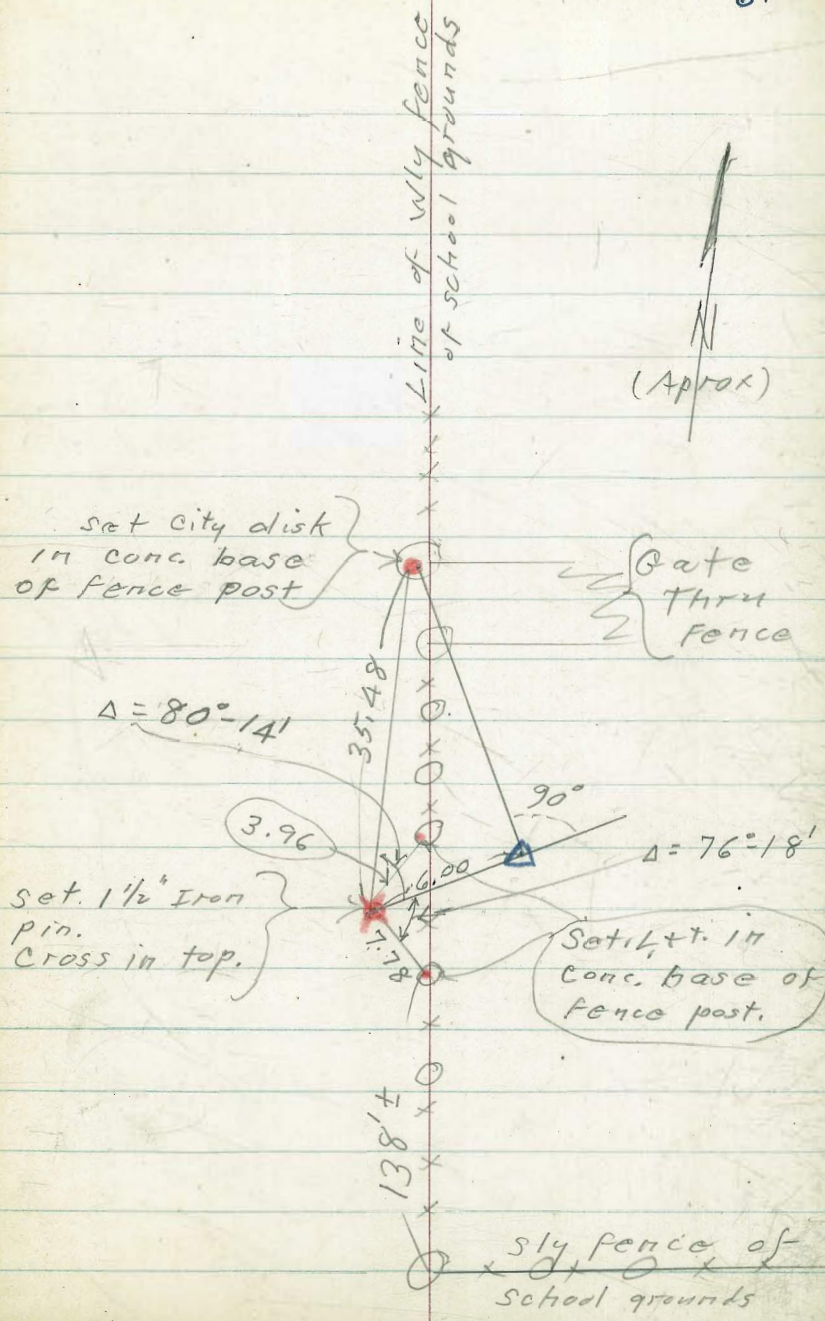 Line of Wly fence
of school grounds
N
(Aprox)
set city disk
in conc. base
of fence post
Gate
Thru
Fence
35.48
Δ = 80°-14'
90°
3.96
Δ = 76°-18'
6.00
set. 1 1/2" Iron
pin.
Cross in top.
7.78
Set L+t. in
Conc. base of
fence post.
138'±
sly fence of
school grounds